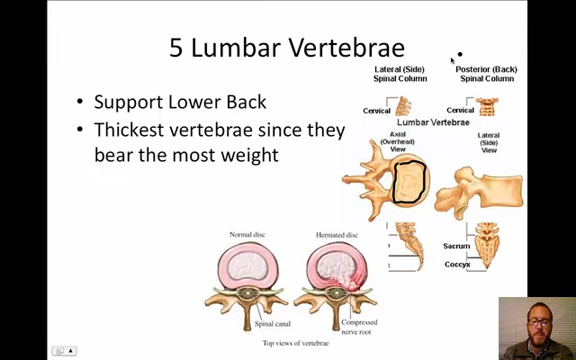 5 Lumbar Vertebrae
• Support Lower Back
• Thickest vertebrae since they
bear the most weight
Lateral (Side)
Spinal Column
Posterior (Back)
Spinal Column
Cervical
Cervical
Lumbar Vertebrae
Axial
(Overhead)
View
Lateral
(Side)
View
Sacrum
Coccyx
Normal disc
Herniated disc
Spinal canal
Compressed
nerve root
Top views of vertebrae